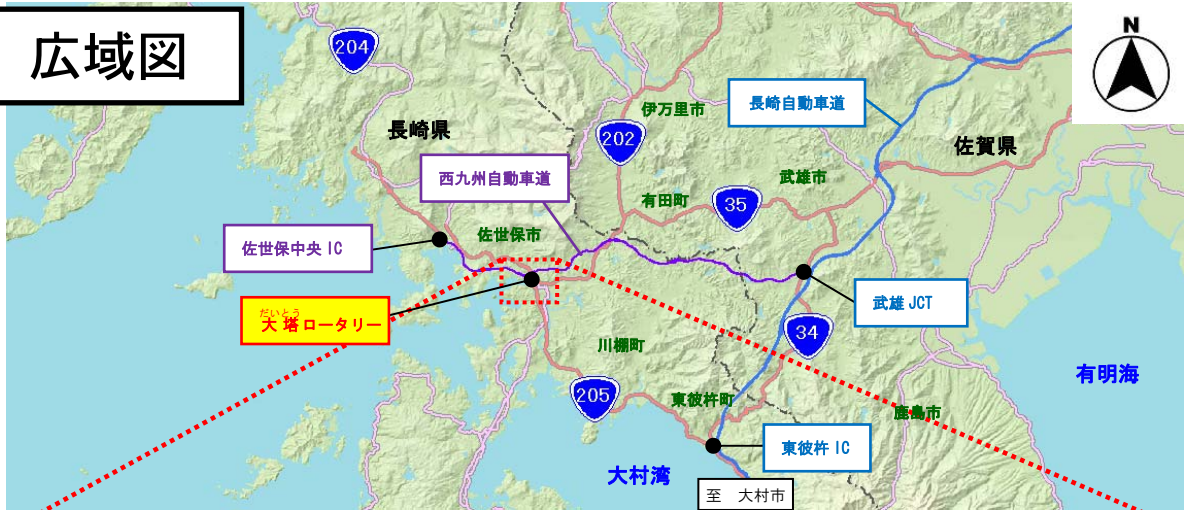 広域図
N
204
長崎県
伊万里市
長崎自動車道
202
佐賀県
西九州自動車道
有田町
35
武雄市
佐世保中央 IC
佐世保市
だいとう
大塔ロータリー
武雄 JCT
34
川棚町
有明海
205
東彼杵町
鹿島市
東彼杵 IC
大村湾
至 大村市